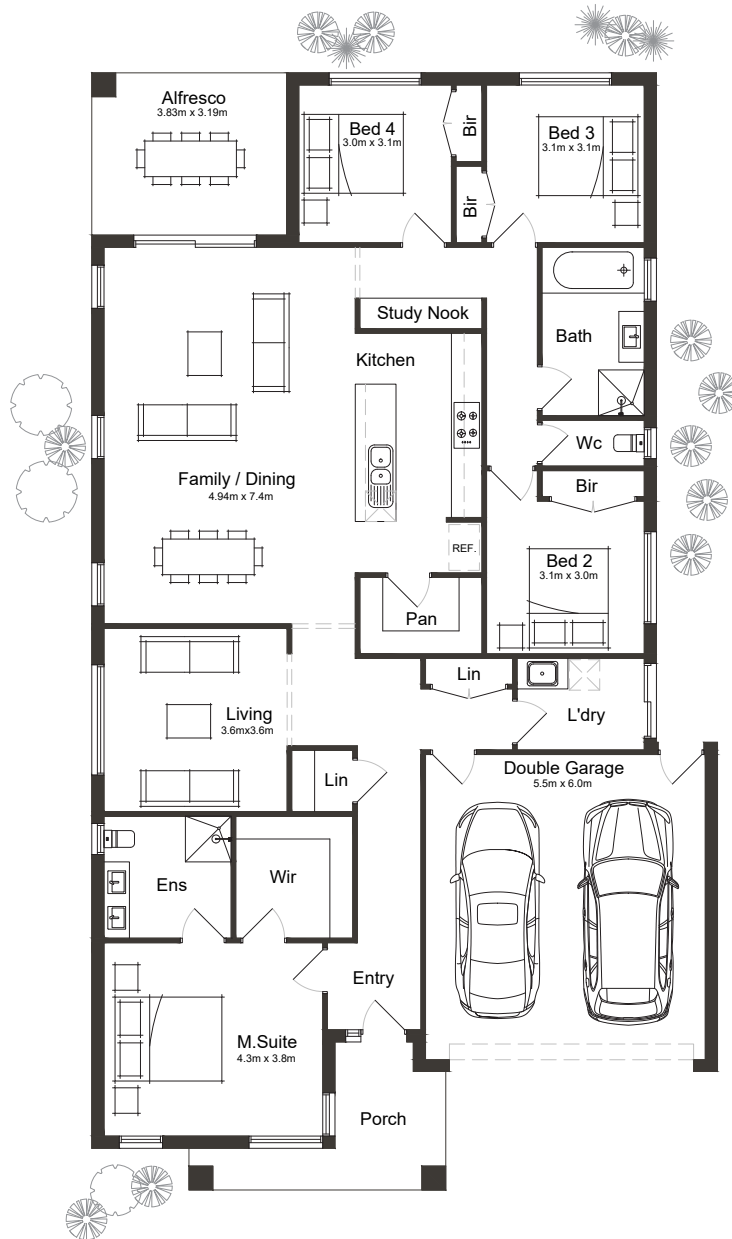 Alfresco
3.83m x 3.19m
Bed 4
3.0m x 3.1m
Bir
Bed 3
3.1m x 3.1m
Bir
Study Nook
Bath
Kitchen
Wc
Family / Dining
4.94m x 7.4m
Bir
REF.
Bed 2
3.1m x 3.0m
Pan
Lin
Living
3.6mx3.6m
L'dry
Lin
Double Garage
5.5m x 6.0m
Ens
Wir
Entry
M.Suite
4.3m x 3.8m
Porch